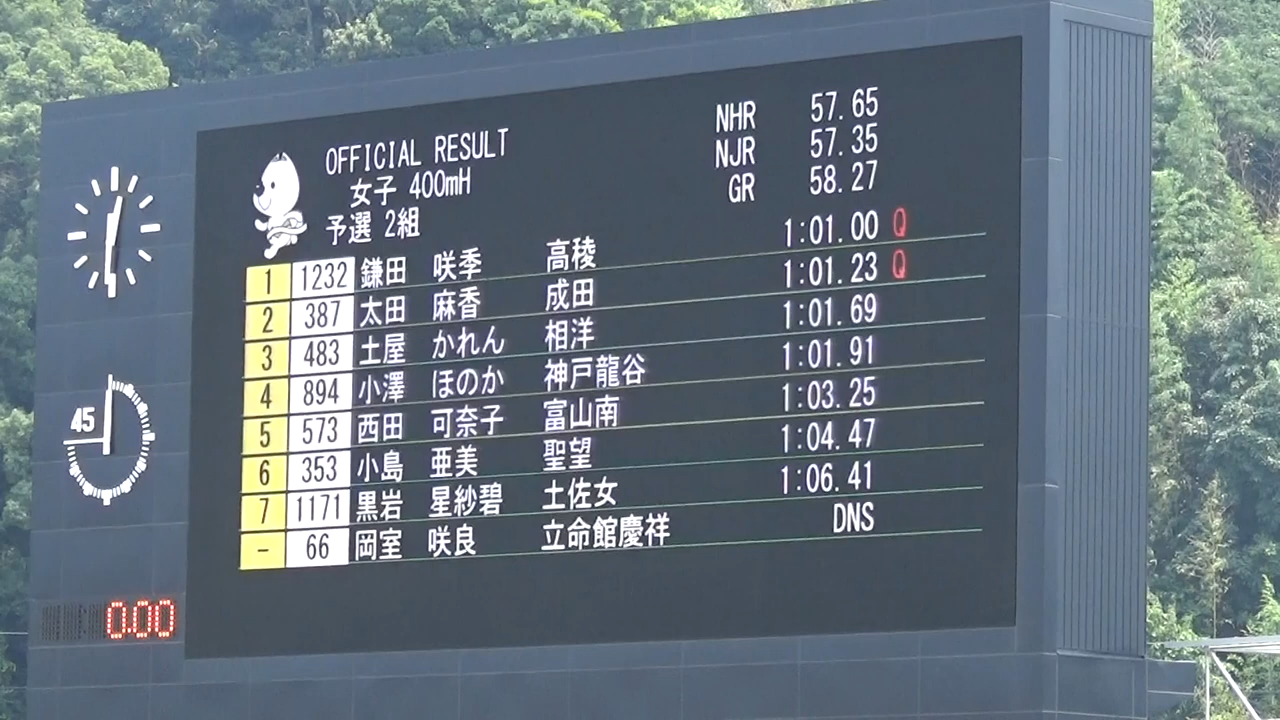 OFFICIAL RESULT
女子 400mH
予選 2組
NHR 57.65
NJR 57.35
GR 58.27
1 1232 鎌田 咲季 高稜 1:01.00 Q
2 387 太田 麻香 成田 1:01.23 Q
3 483 土屋 かれん 相洋 1:01.69
4 894 小澤 ほのか 神戸龍谷 1:01.91
5 573 西田 可奈子 富山南 1:03.25
6 353 小島 亜美 聖望 1:04.47
7 1171 黒岩 星紗碧 土佐女 1:06.41
- 66 岡室 咲良 立命館慶祥 DNS
45
0.00